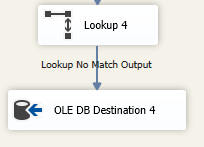 Lookup 4
Lookup No Match Output
OLE DB Destination 4